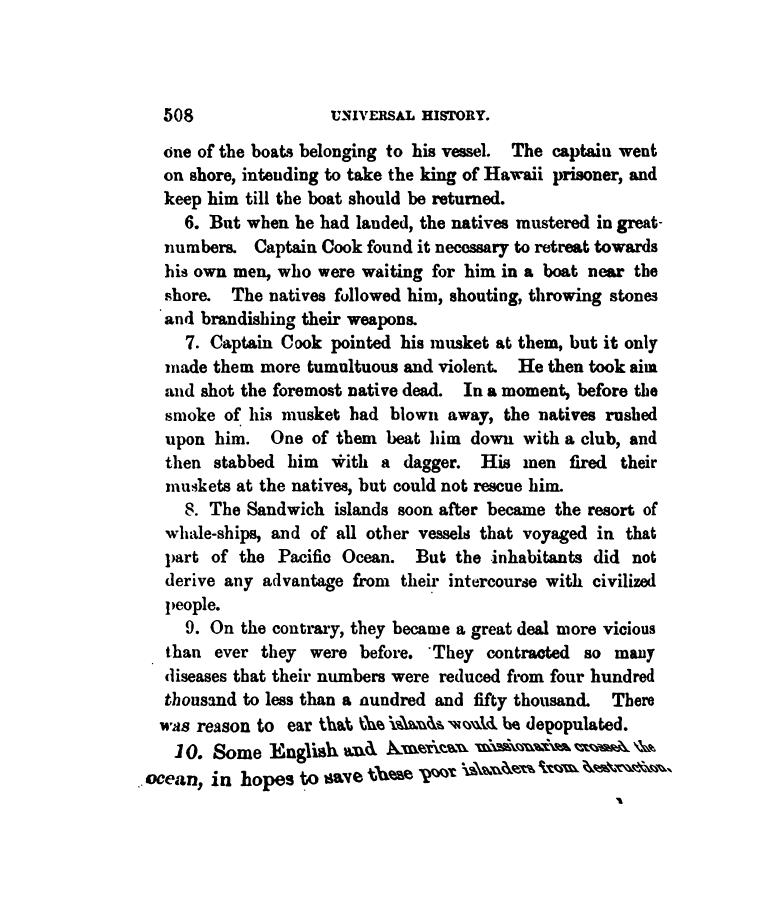 508 UNIVERSAL HISTORY.
one of the boats belonging to his vessel. The captain went
on shore, intending to take the king of Hawaii prisoner, and
keep him till the boat should be returned.
6. But when he had landed, the natives mustered in great
numbers. Captain Cook found it necessary to retreat towards
his own men, who were waiting for him in a boat near the
shore. The natives followed him, shouting, throwing stones
and brandishing their weapons.
7. Captain Cook pointed his musket at them, but it only
made them more tumultuous and violent. He then took aim
and shot the foremost native dead. In a moment, before the
smoke of his musket had blown away, the natives rushed
upon him. One of them beat him down with a club, and
then stabbed him with a dagger. His men fired their
muskets at the natives, but could not rescue him.
8. The Sandwich islands soon after became the resort of
whale-ships, and of all other vessels that voyaged in that
part of the Pacific Ocean. But the inhabitants did not
derive any advantage from their intercourse with civilized
people.
9. On the contrary, they became a great deal more vicious
than ever they were before. They contracted so many
diseases that their numbers were reduced from four hundred
thousand to less than a hundred and fifty thousand. There
was reason to ear that the islands would be depopulated.
10. Some English and American missionaries crossed the
ocean, in hopes to save these poor islanders from destruction.